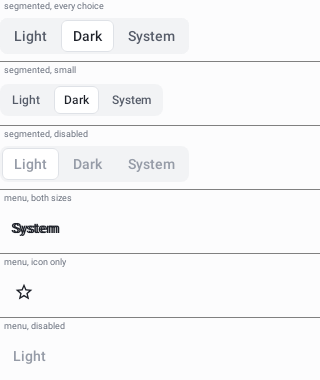 segmented, every choice
Light Dark System
segmented, small
Light Dark System
segmented, disabled
Light Dark System
menu, both sizes
System
menu, icon only
menu, disabled
Light